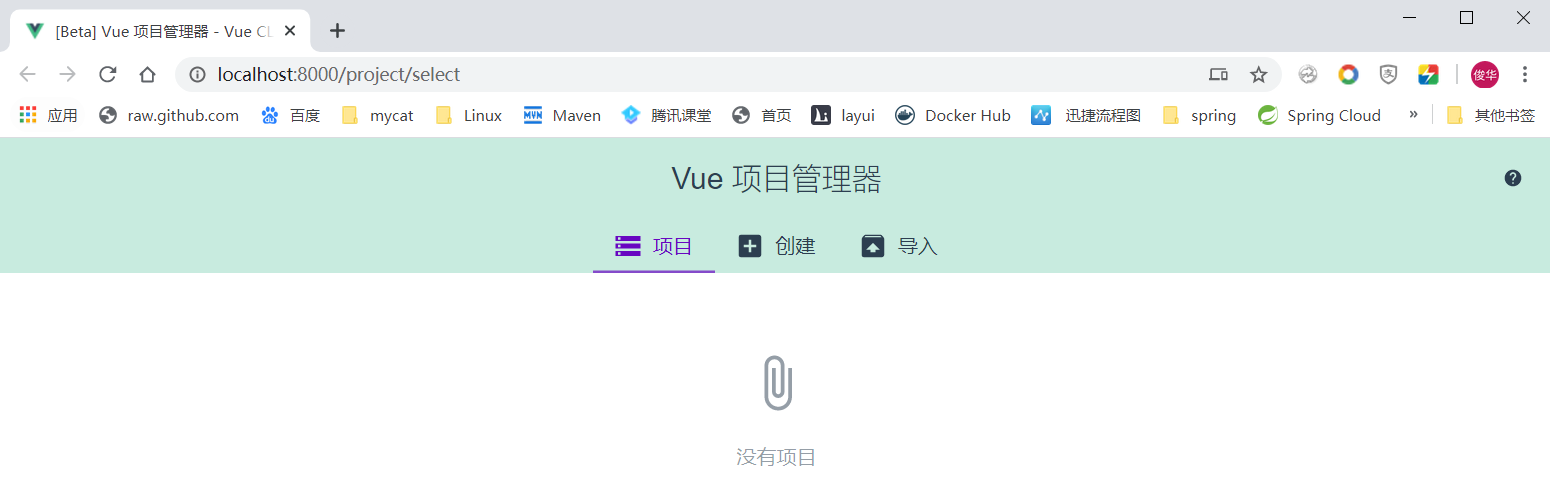 [Beta] Vue 项目管理器 - Vue CL
localhost:8000/project/select
俊华
应用 raw.github.com 百度 mycat Linux Maven 腾讯课堂 首页 layui Docker Hub 迅捷流程图 spring Spring Cloud » 其他书签
Vue 项目管理器
项目 创建 导入
没有项目